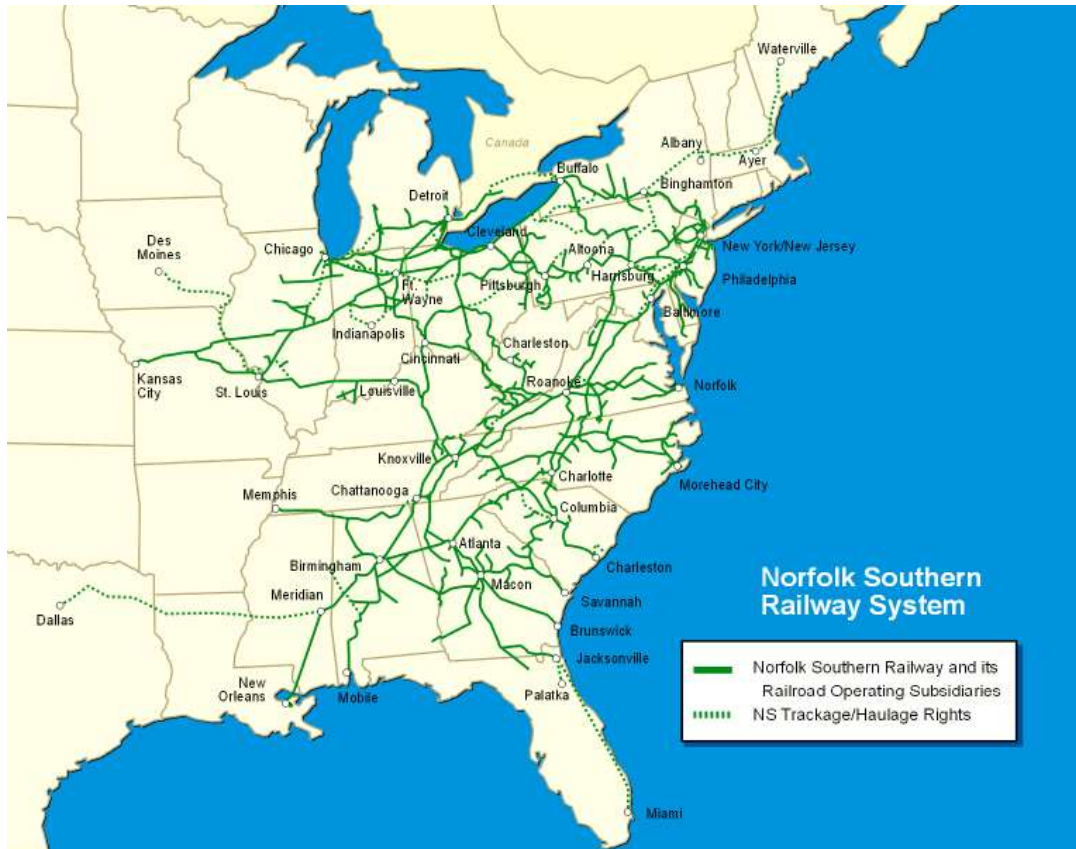 Waterville
Albany
Ayer
Canada
Buffalo
Binghamton
Detroit
Cleveland
New York/New Jersey
Des
Moines
Chicago
Altoona
Ft.
Wayne
Pittsburgh
Harrisburg
Philadelphia
Baltimore
Indianapolis
Cincinnati
Charleston
Kansas
City
St. Louis
Louisville
Roanoke
Norfolk
Knoxville
Charlotte
Morehead City
Memphis
Chattanooga
Columbia
Atlanta
Birmingham
Charleston
Macon
Meridian
Savannah
Dallas
Brunswick
Jacksonville
New
Orleans
Mobile
Palatka
Miami
Norfolk Southern
Railway System
Norfolk Southern Railway and its
Railroad Operating Subsidiaries
NS Trackage/Haulage Rights